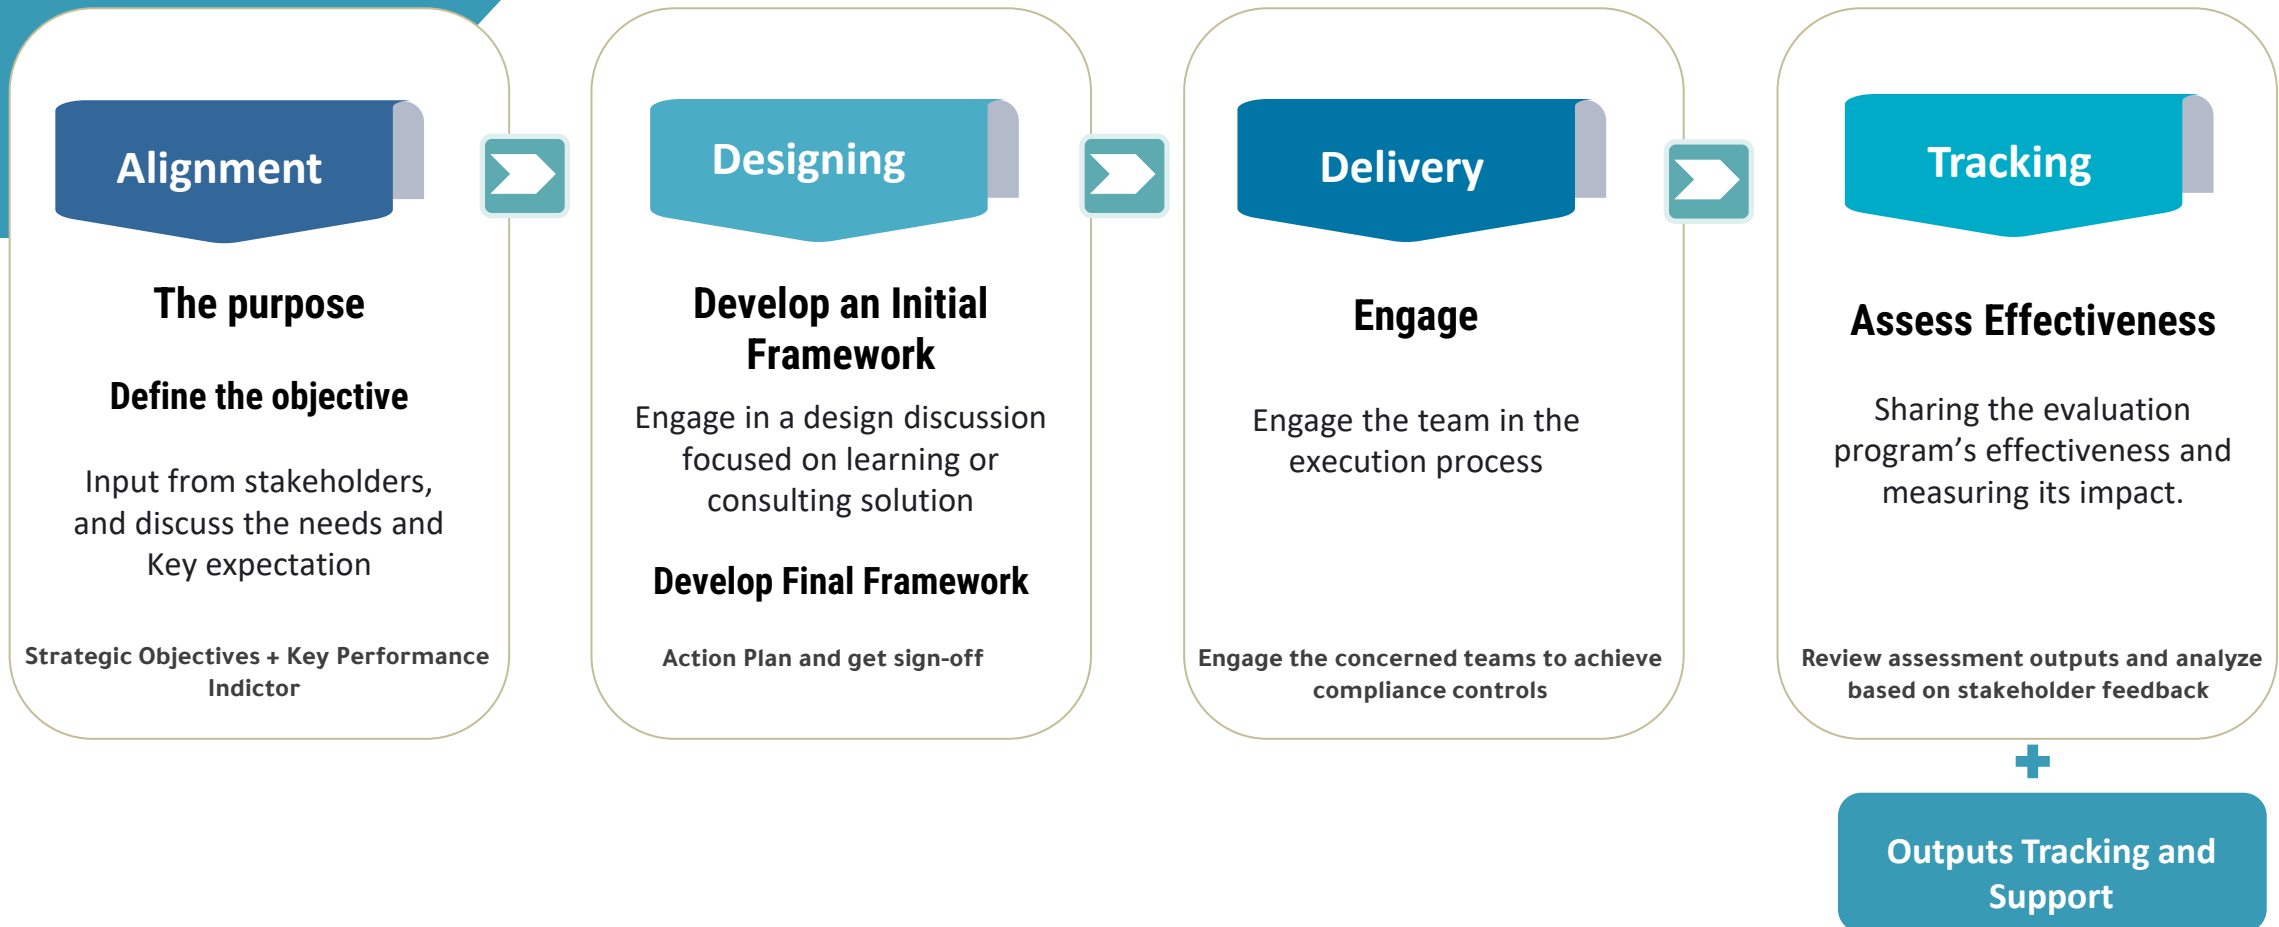 Alignment
The purpose
Define the objective
Input from stakeholders,
and discuss the needs and
Key expectation
Strategic Objectives + Key Performance
Indictor
Designing
Develop an Initial
Framework
Engage in a design discussion
focused on learning or
consulting solution
Develop Final Framework
Action Plan and get sign-off
Delivery
Engage
Engage the team in the
execution process
Engage the concerned teams to achieve
compliance controls
Tracking
Assess Effectiveness
Sharing the evaluation
program’s effectiveness and
measuring its impact.
Review assessment outputs and analyze
based on stakeholder feedback
Outputs Tracking and
Support